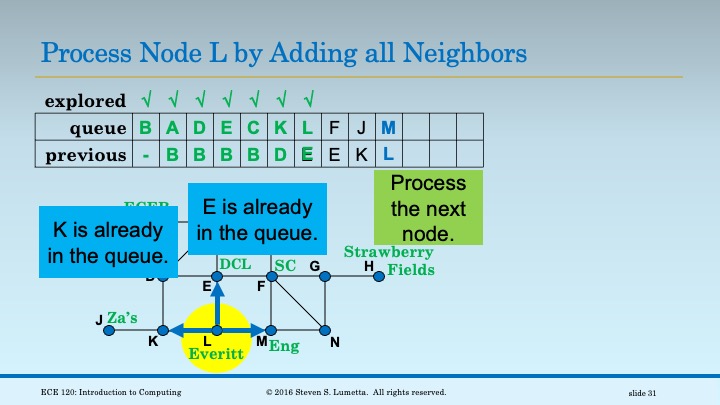 Process Node L by Adding all Neighbors
explored √ √ √ √ √ √ √
queue B A D E C K L F J M
previous - B B B B D E E K L
Process
the next
node.
E is already
in the queue.
K is already
in the queue.
DCL SC G H Strawberry
Fields
E F
J Za's
K L M Eng N
Everitt
ECE 120: Introduction to Computing © 2016 Steven S. Lumetta. All rights reserved. slide 31